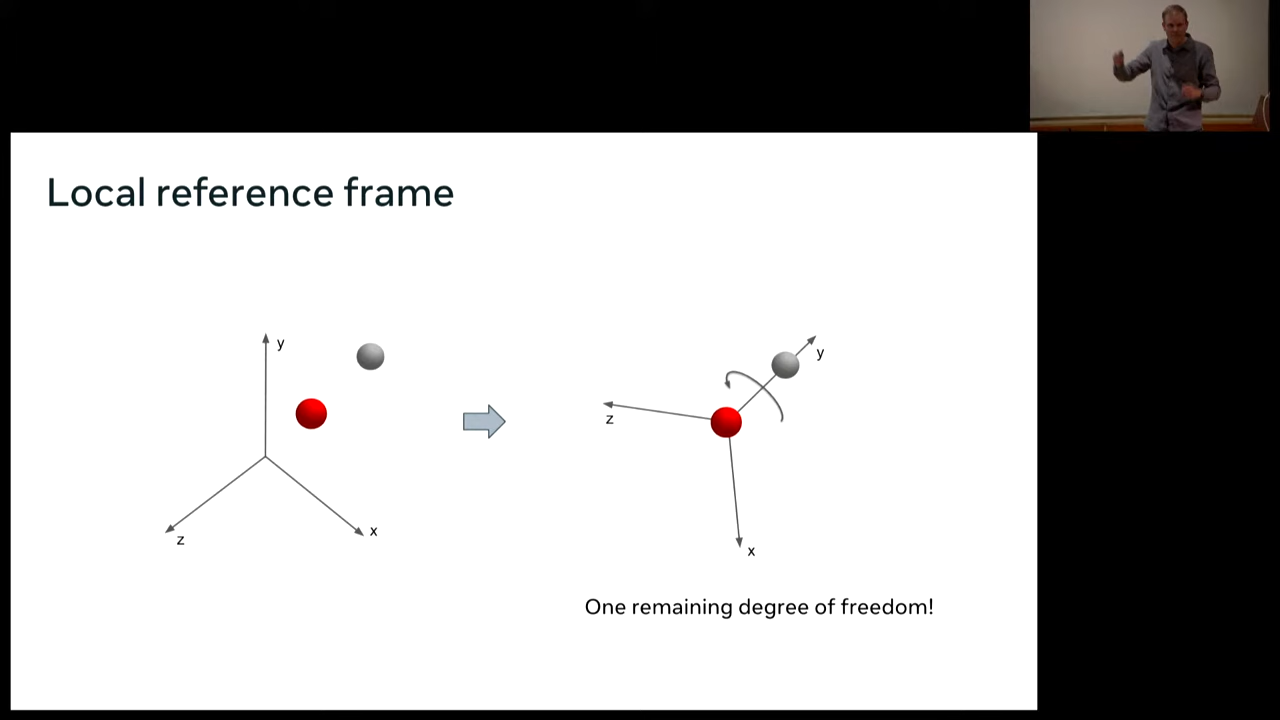 Local reference frame
y
z
x
y
z
x
One remaining degree of freedom!